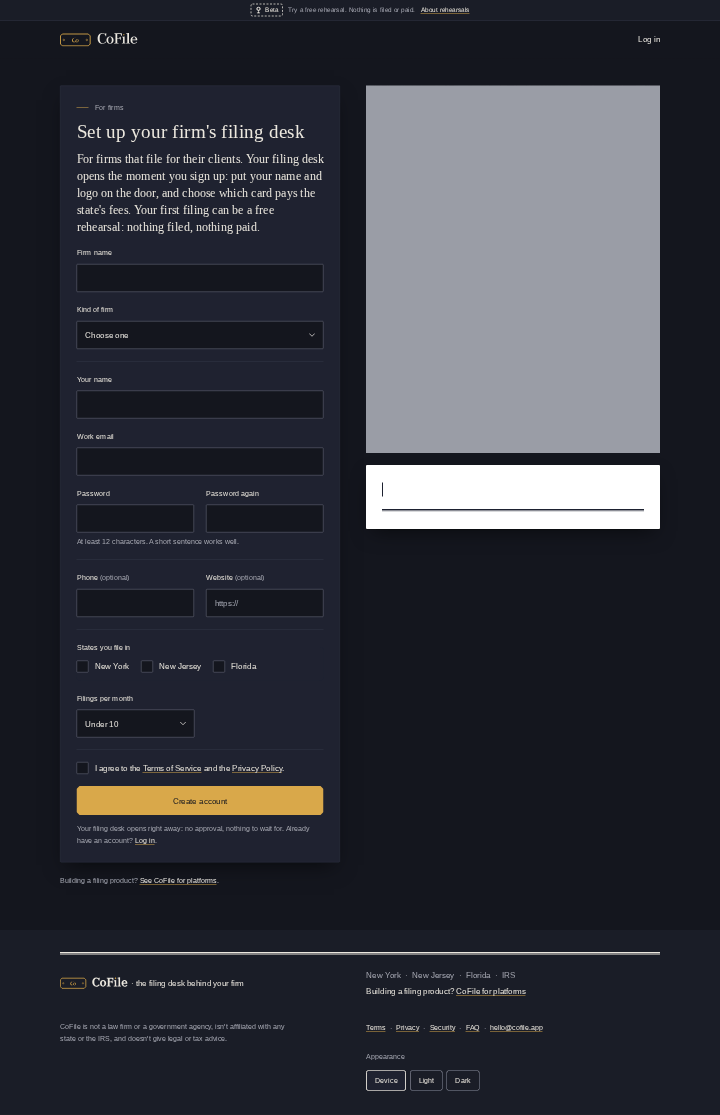 Beta Try a free rehearsal. Nothing is filed or paid. About rehearsals
Co CoFile
Log in
For firms
Set up your firm's filing desk
For firms that file for their clients. Your filing desk
opens the moment you sign up: put your name and
logo on the door, and choose which card pays the
state's fees. Your first filing can be a free
rehearsal: nothing filed, nothing paid.
Firm name
Kind of firm
Choose one
Your name
Work email
Password Password again
At least 12 characters. A short sentence works well.
Phone (optional) Website (optional)
https://
States you file in
New York New Jersey Florida
Filings per month
Under 10
I agree to the Terms of Service and the Privacy Policy.
Create account
Your filing desk opens right away: no approval, nothing to wait for. Already
have an account? Log in.
Building a filing product? See CoFile for platforms.
Co CoFile · the filing desk behind your firm
CoFile is not a law firm or a government agency, isn't affiliated with any
state or the IRS, and doesn't give legal or tax advice.
New York · New Jersey · Florida · IRS
Building a filing product? CoFile for platforms
Terms · Privacy · Security · FAQ · hello@cofile.app
Appearance
Device Light Dark